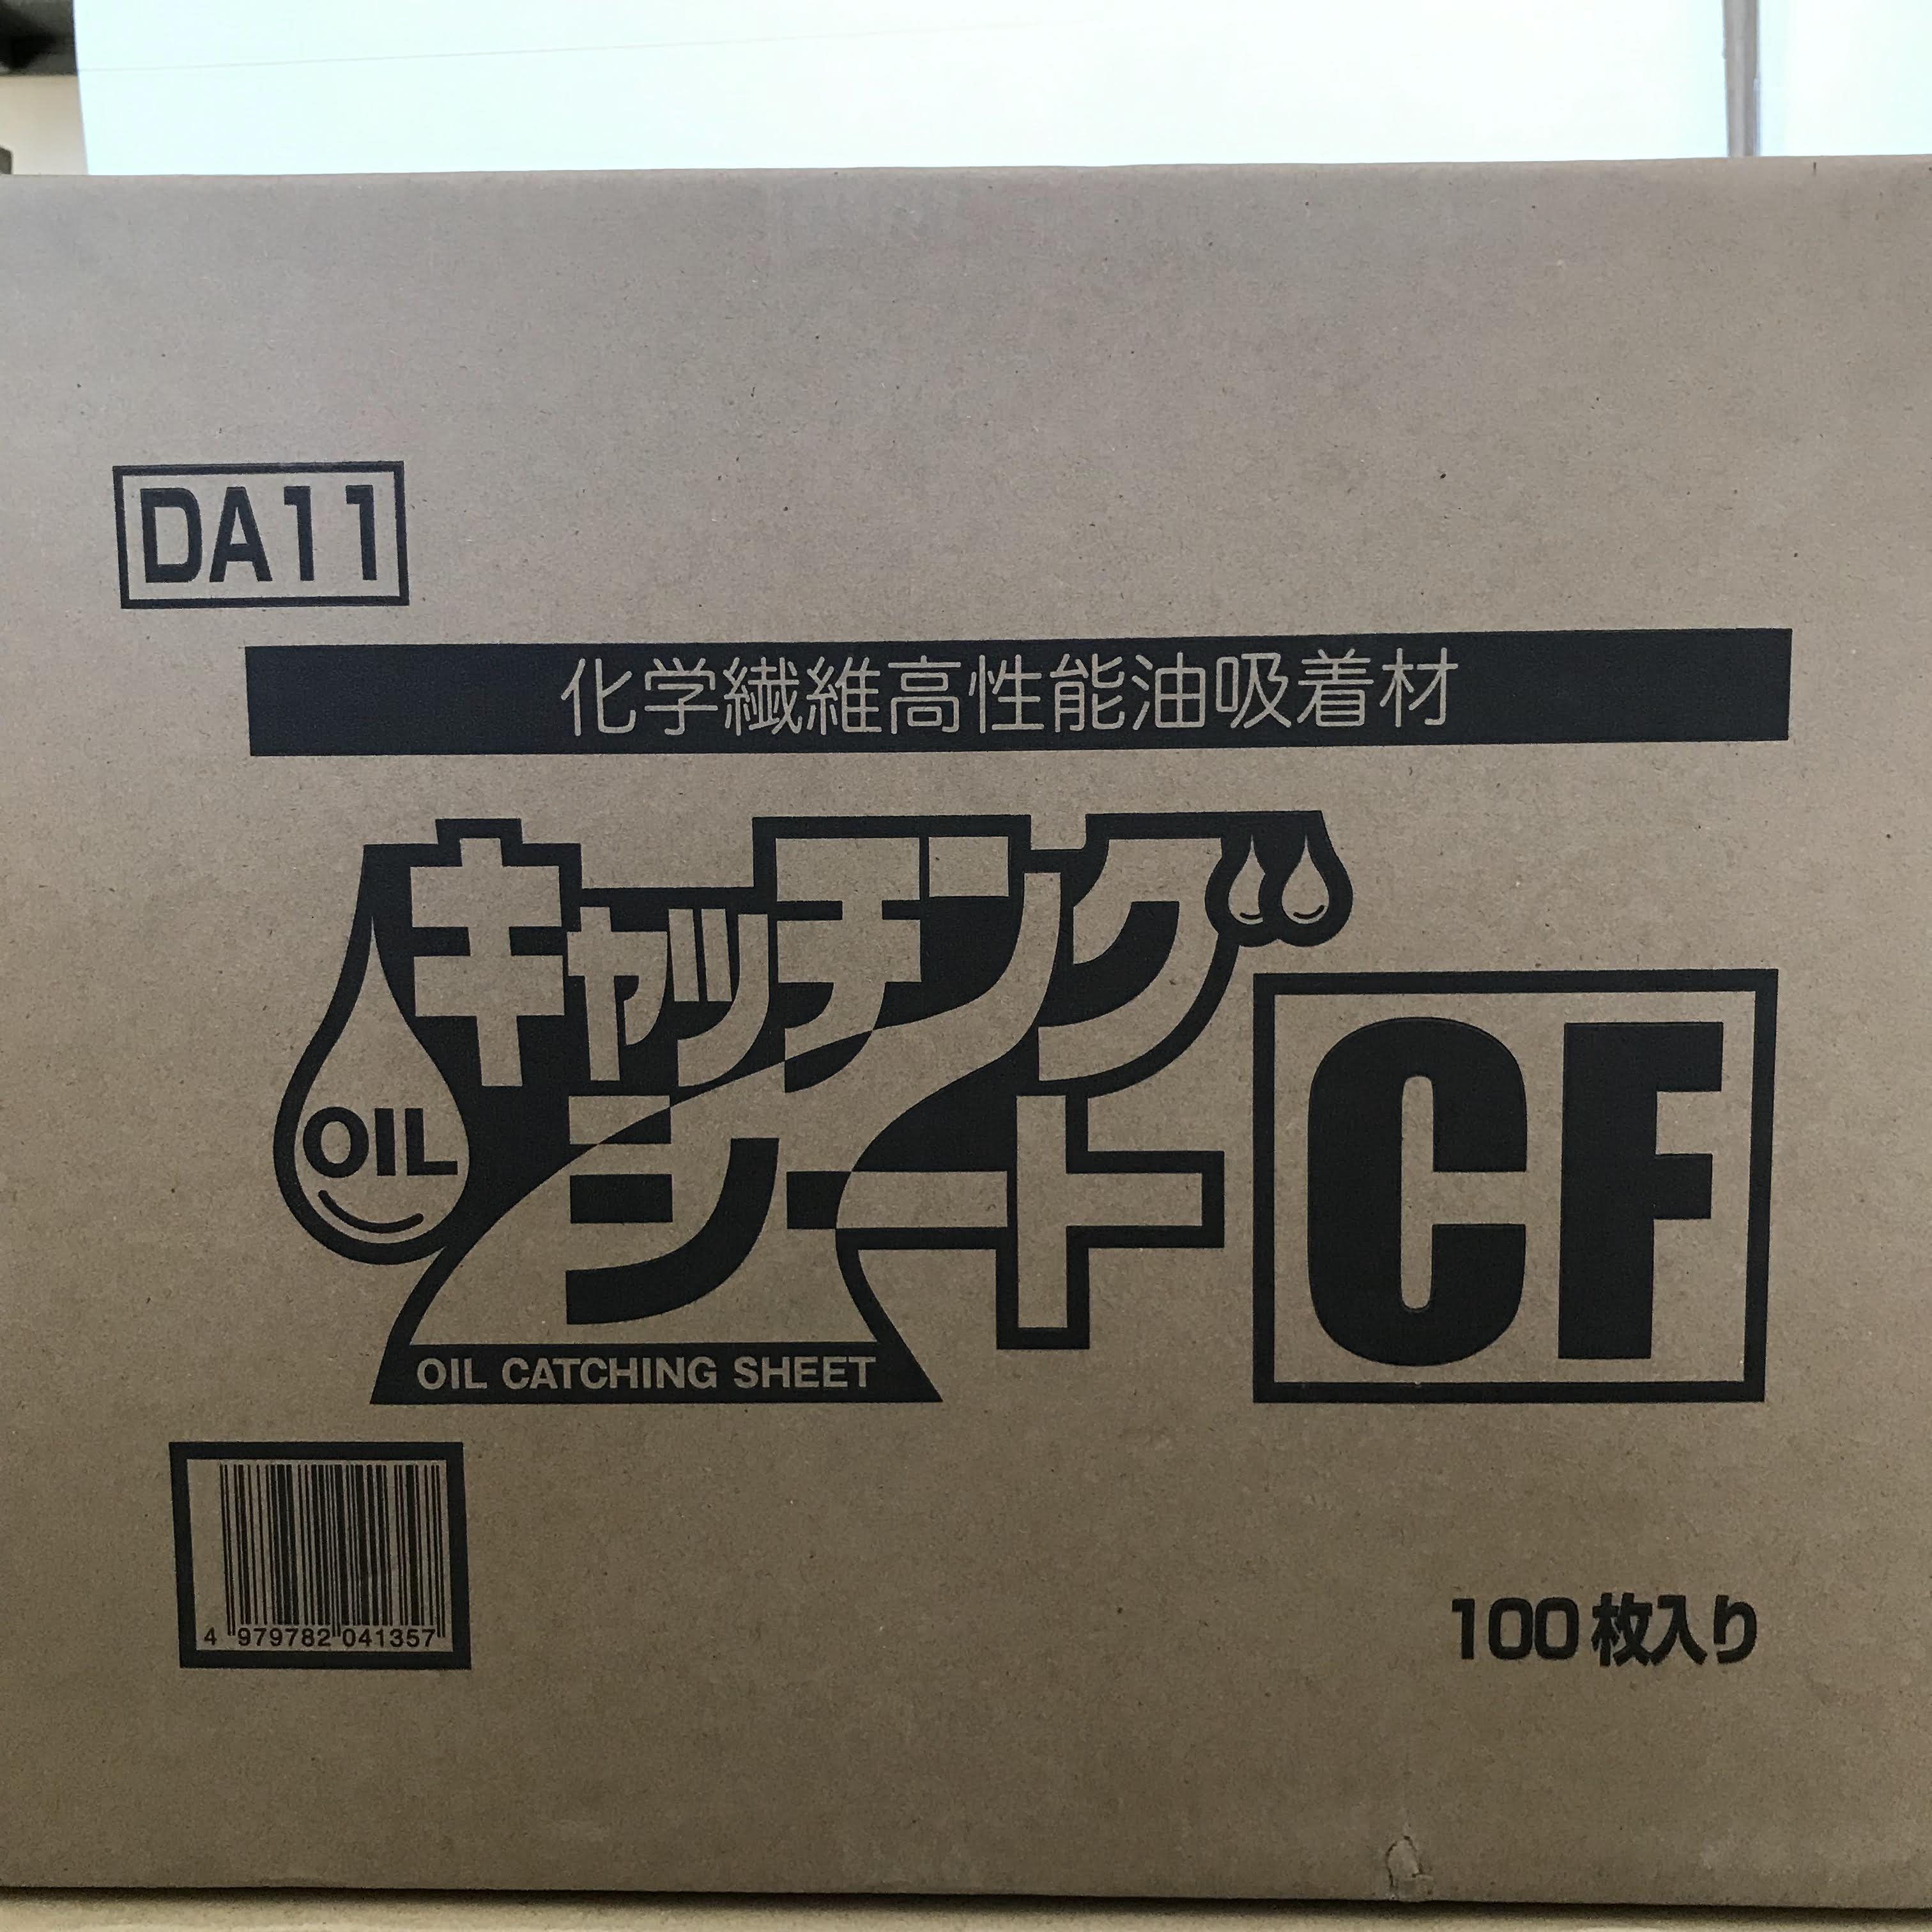 DA11
化学繊維高性能油吸着材
キャッチング
シート
CF
OIL
OIL CATCHING SHEET
4 979782 041357
100枚入り